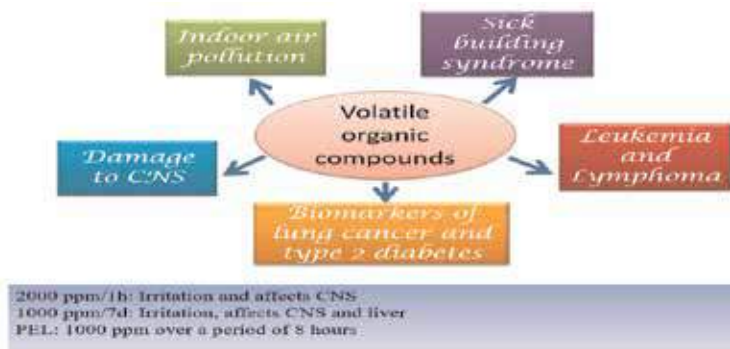 Indoor air
pollution
Sick
building
syndrome
Volatile
organic
compounds
Damage
to CNS
Leukemia
and
Lymphoma
Biomarkers of
lung cancer and
type 2 diabetes
2000 ppm/1h: Irritation and affects CNS
1000 ppm/7d: Irritation, affects CNS and liver
PEL: 1000 ppm over a period of 8 hours